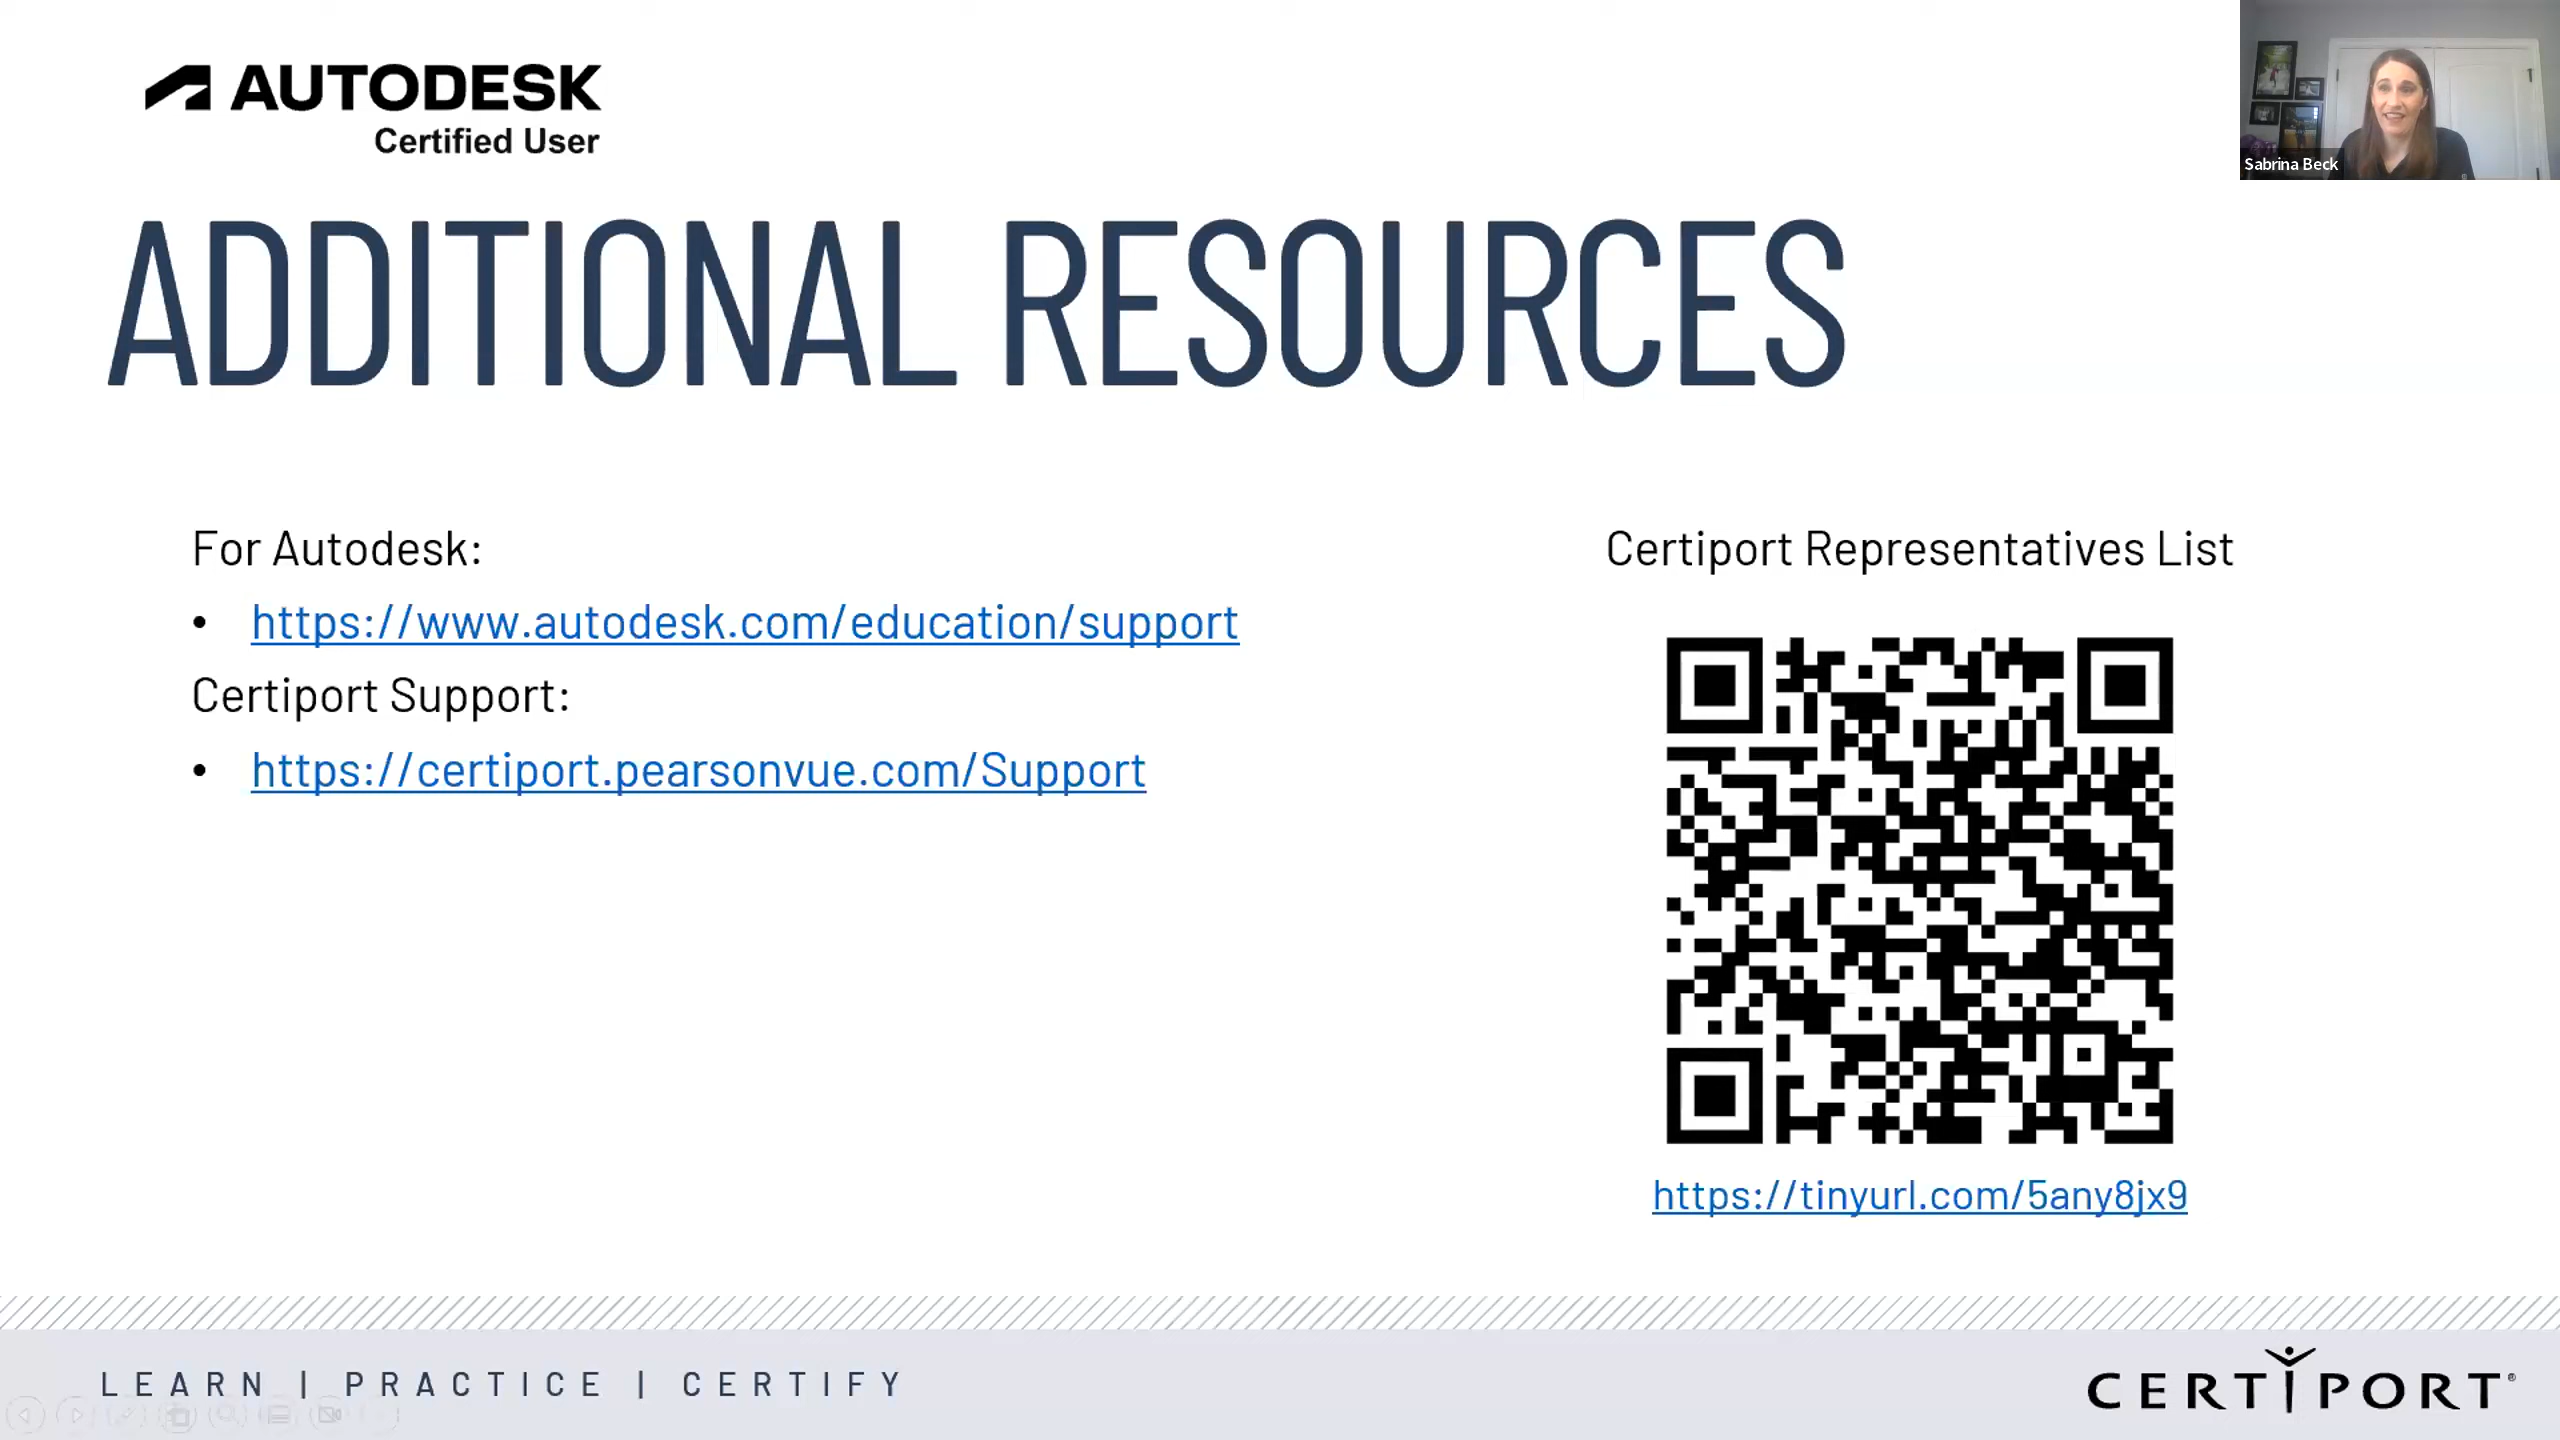 AUTODESK
Certified User
Sabrina Beck
ADDITIONAL RESOURCES
For Autodesk:
• https://www.autodesk.com/education/support
Certiport Support:
• https://certiport.pearsonvue.com/Support
Certiport Representatives List
https://tinyurl.com/5any8jx9
LEARN | PRACTICE | CERTIFY
CERTIPORT®